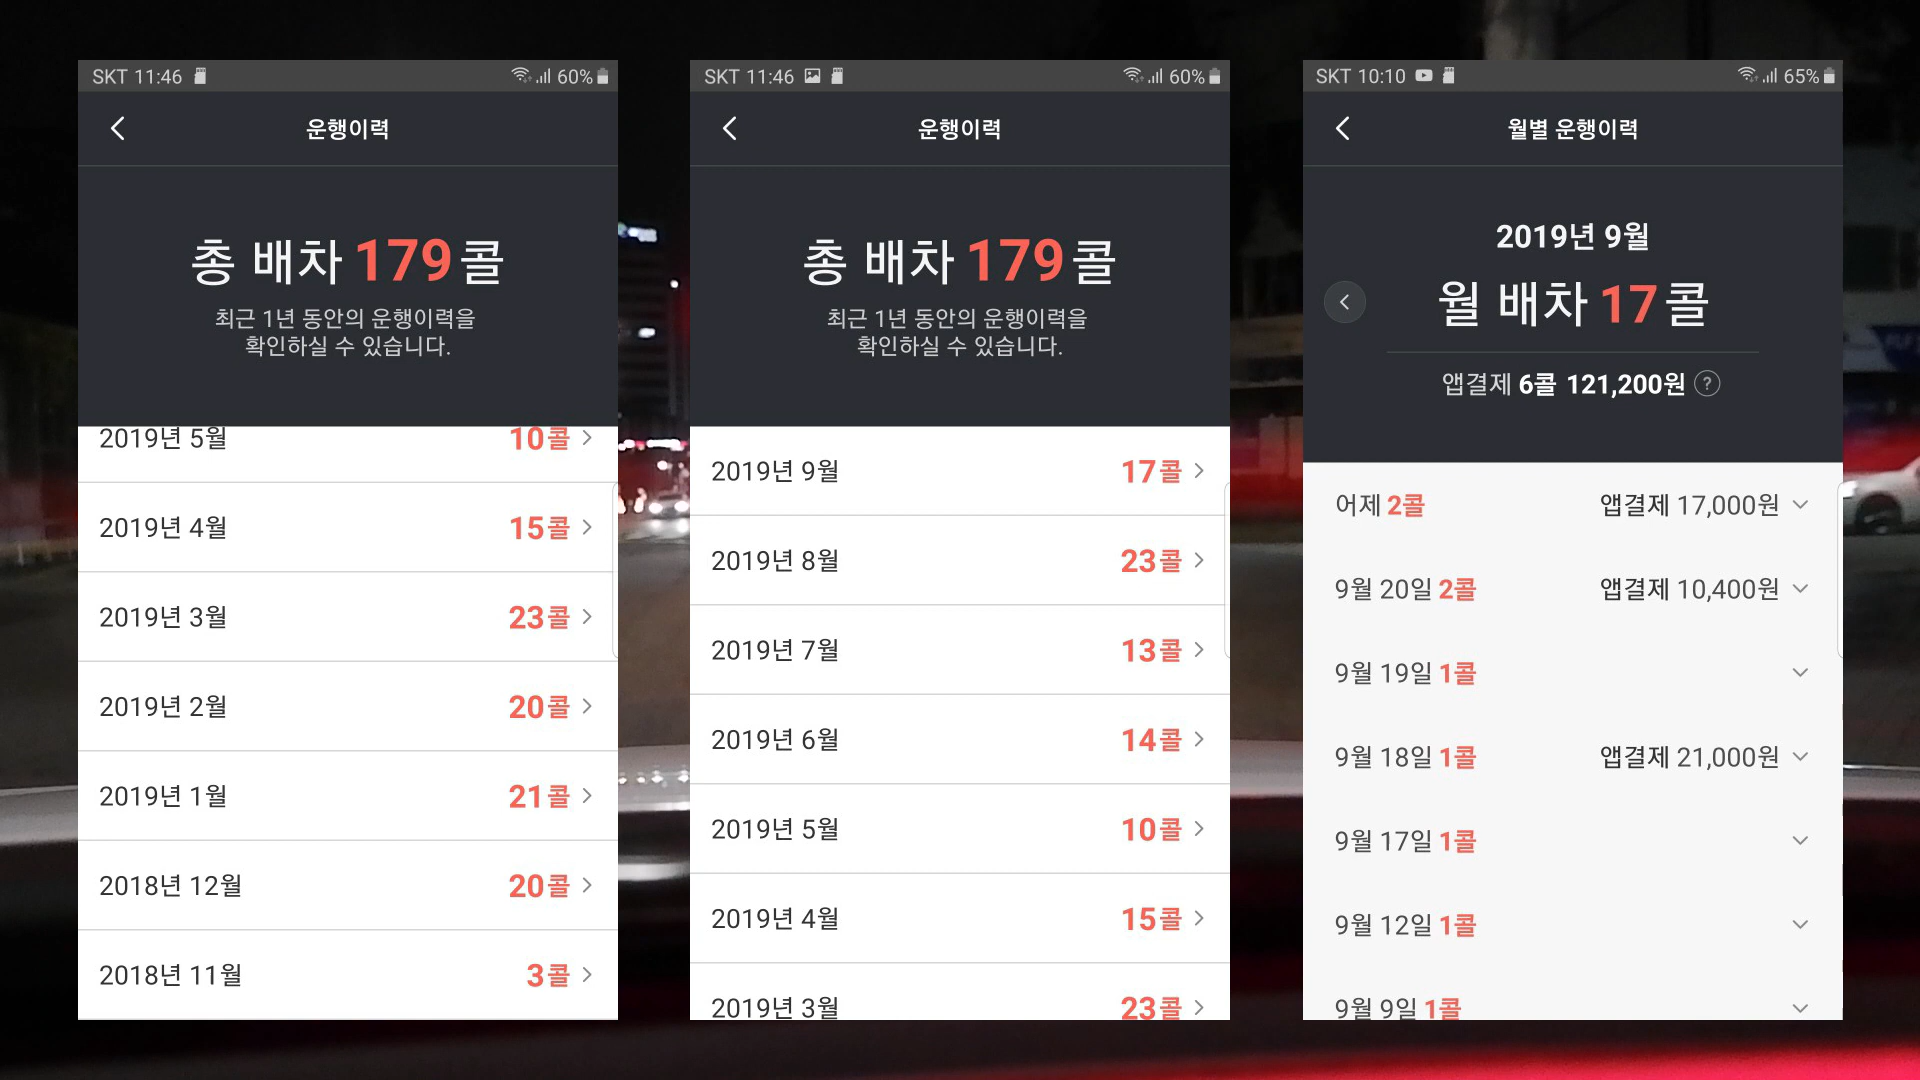 SKT 11:46
60%
운행이력
총 배차 179콜
최근 1년 동안의 운행이력을
확인하실 수 있습니다.
2019년 5월 10콜
2019년 4월 15콜
2019년 3월 23콜
2019년 2월 20콜
2019년 1월 21콜
2018년 12월 20콜
2018년 11월 3콜
SKT 11:46
60%
운행이력
총 배차 179콜
최근 1년 동안의 운행이력을
확인하실 수 있습니다.
2019년 9월 17콜
2019년 8월 23콜
2019년 7월 13콜
2019년 6월 14콜
2019년 5월 10콜
2019년 4월 15콜
2019년 3월 23콜
SKT 10:10
65%
월별 운행이력
2019년 9월
월 배차 17콜
앱결제 6콜 121,200원 ?
어제 2콜 앱결제 17,000원
9월 20일 2콜 앱결제 10,400원
9월 19일 1콜
9월 18일 1콜 앱결제 21,000원
9월 17일 1콜
9월 12일 1콜
9월 9일 1콜